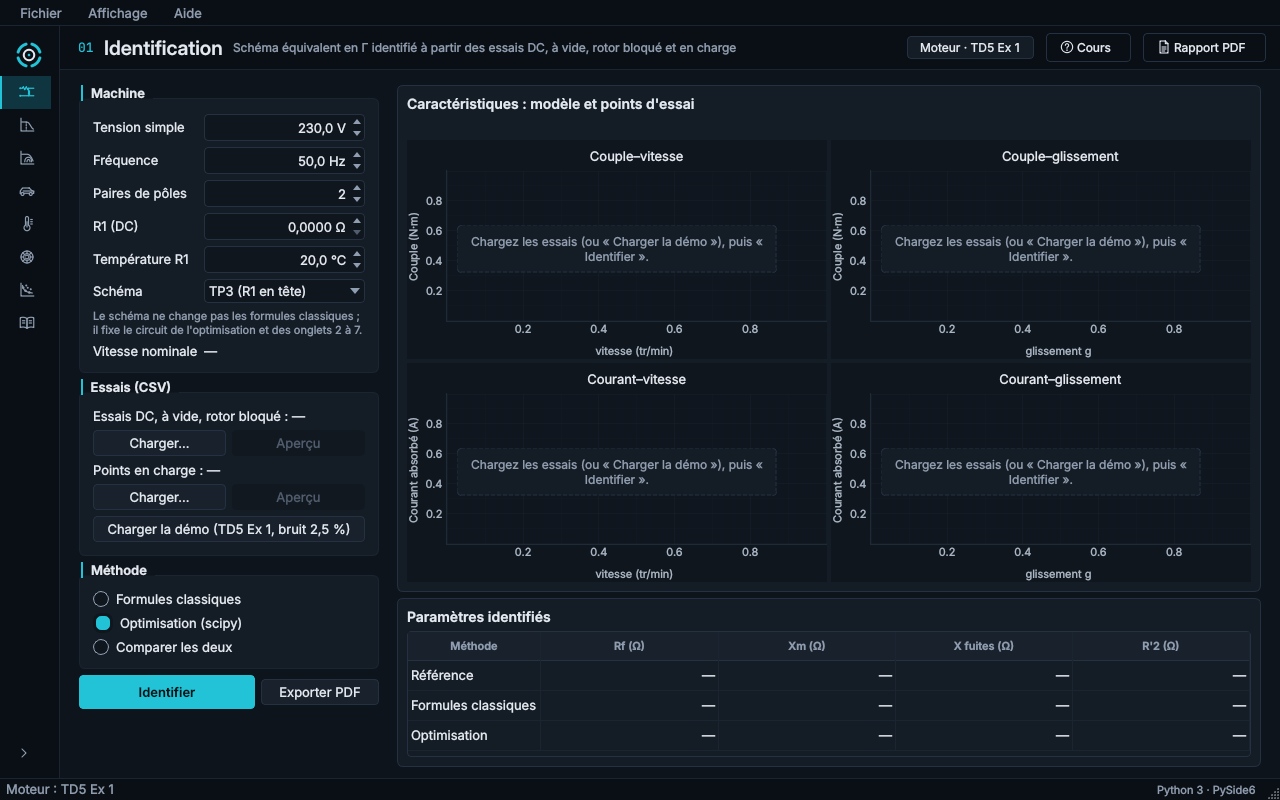 Fichier Affichage Aide
01 Identification Schéma équivalent en Γ identifié à partir des essais DC, à vide, rotor bloqué et en charge
Moteur · TD5 Ex 1
Cours
Rapport PDF
Machine
Tension simple 230,0 V
Fréquence 50,0 Hz
Paires de pôles 2
R1 (DC) 0,0000 Ω
Température R1 20,0 °C
Schéma TP3 (R1 en tête)
Le schéma ne change pas les formules classiques ;
il fixe le circuit de l'optimisation et des onglets 2 à 7.
Vitesse nominale —
Essais (CSV)
Essais DC, à vide, rotor bloqué : —
Charger... Aperçu
Points en charge : —
Charger... Aperçu
Charger la démo (TD5 Ex 1, bruit 2,5 %)
Méthode
Formules classiques
Optimisation (scipy)
Comparer les deux
Identifier Exporter PDF
Caractéristiques : modèle et points d'essai
Couple–vitesse
Couple (N·m)
0.8
0.6
0.4
0.2
Chargez les essais (ou « Charger la démo »), puis «
Identifier ».
0.2 0.4 0.6 0.8
vitesse (tr/min)
Couple–glissement
Couple (N·m)
0.8
0.6
0.4
0.2
Chargez les essais (ou « Charger la démo »), puis «
Identifier ».
0.2 0.4 0.6 0.8
glissement g
Courant–vitesse
Courant absorbé (A)
0.8
0.6
0.4
0.2
Chargez les essais (ou « Charger la démo »), puis «
Identifier ».
0.2 0.4 0.6 0.8
vitesse (tr/min)
Courant–glissement
Courant absorbé (A)
0.8
0.6
0.4
0.2
Chargez les essais (ou « Charger la démo »), puis «
Identifier ».
0.2 0.4 0.6 0.8
glissement g
Paramètres identifiés
Méthode Rf (Ω) Xm (Ω) X fuites (Ω) R'2 (Ω)
Référence — — — —
Formules classiques — — — —
Optimisation — — — —
Moteur : TD5 Ex 1
Python 3 · PySide6